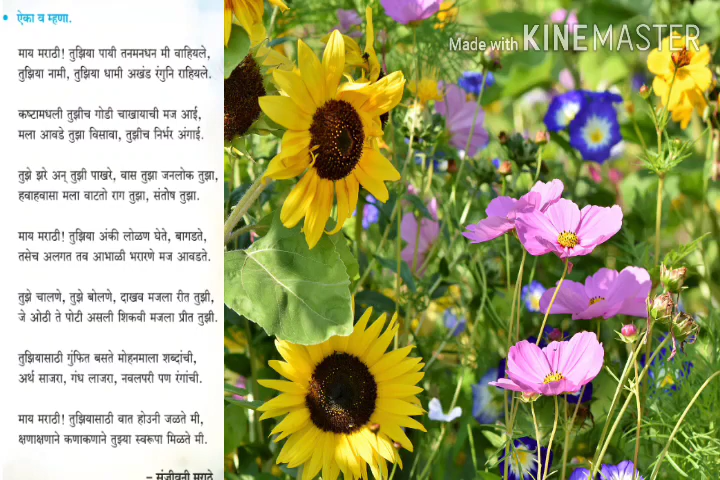 • ऐका व म्हणा.
माय मराठी! तुझिया पायी तनमनधन मी वाहियले,
तुझिया नामी, तुझिया धामी अखंड रंगुनि राहियले.
कष्टामधली तुझीच गोडी चाखायाची मज आई,
मला आवडे तुझा विसावा, तुझीच निर्भर अंगाई.
तुझे झरे अन् तुझी पाखरे, वास तुझा जनलोक तुझा,
हवाहवासा मला वाटतो राग तुझा, संतोष तुझा.
माय मराठी! तुझिया अंकी लोळण घेते, बागडते,
तसेच अलगत तव आभाळी भरारणे मज आवडते.
तुझे चालणे, तुझे बोलणे, दाखव मजला रीत तुझी,
जे ओठी ते पोटी असली शिकवी मजला प्रीत तुझी.
तुझियासाठी गुंफित बसते मोहनमाला शब्दांची,
अर्थ साजरा, गंध लाजरा, नवलपरी पण रंगांची.
माय मराठी! तुझियासाठी वात होउनी जळते मी,
क्षणाक्षणाने कणाकणाने तुझ्या स्वरूपा मिळते मी.
– संजीवनी मराठे
Made with KINEMASTER